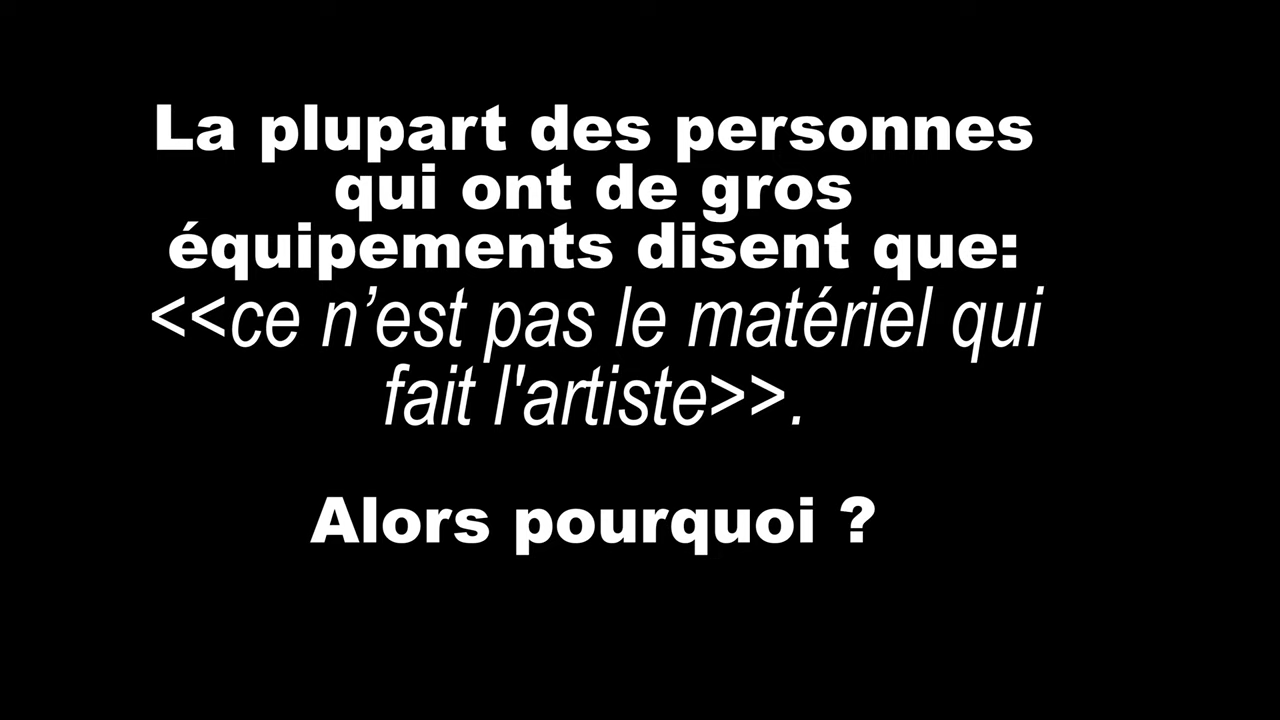 La plupart des personnes
qui ont de gros
équipements disent que:
<<ce n’est pas le matériel qui
fait l'artiste>>.
Alors pourquoi ?